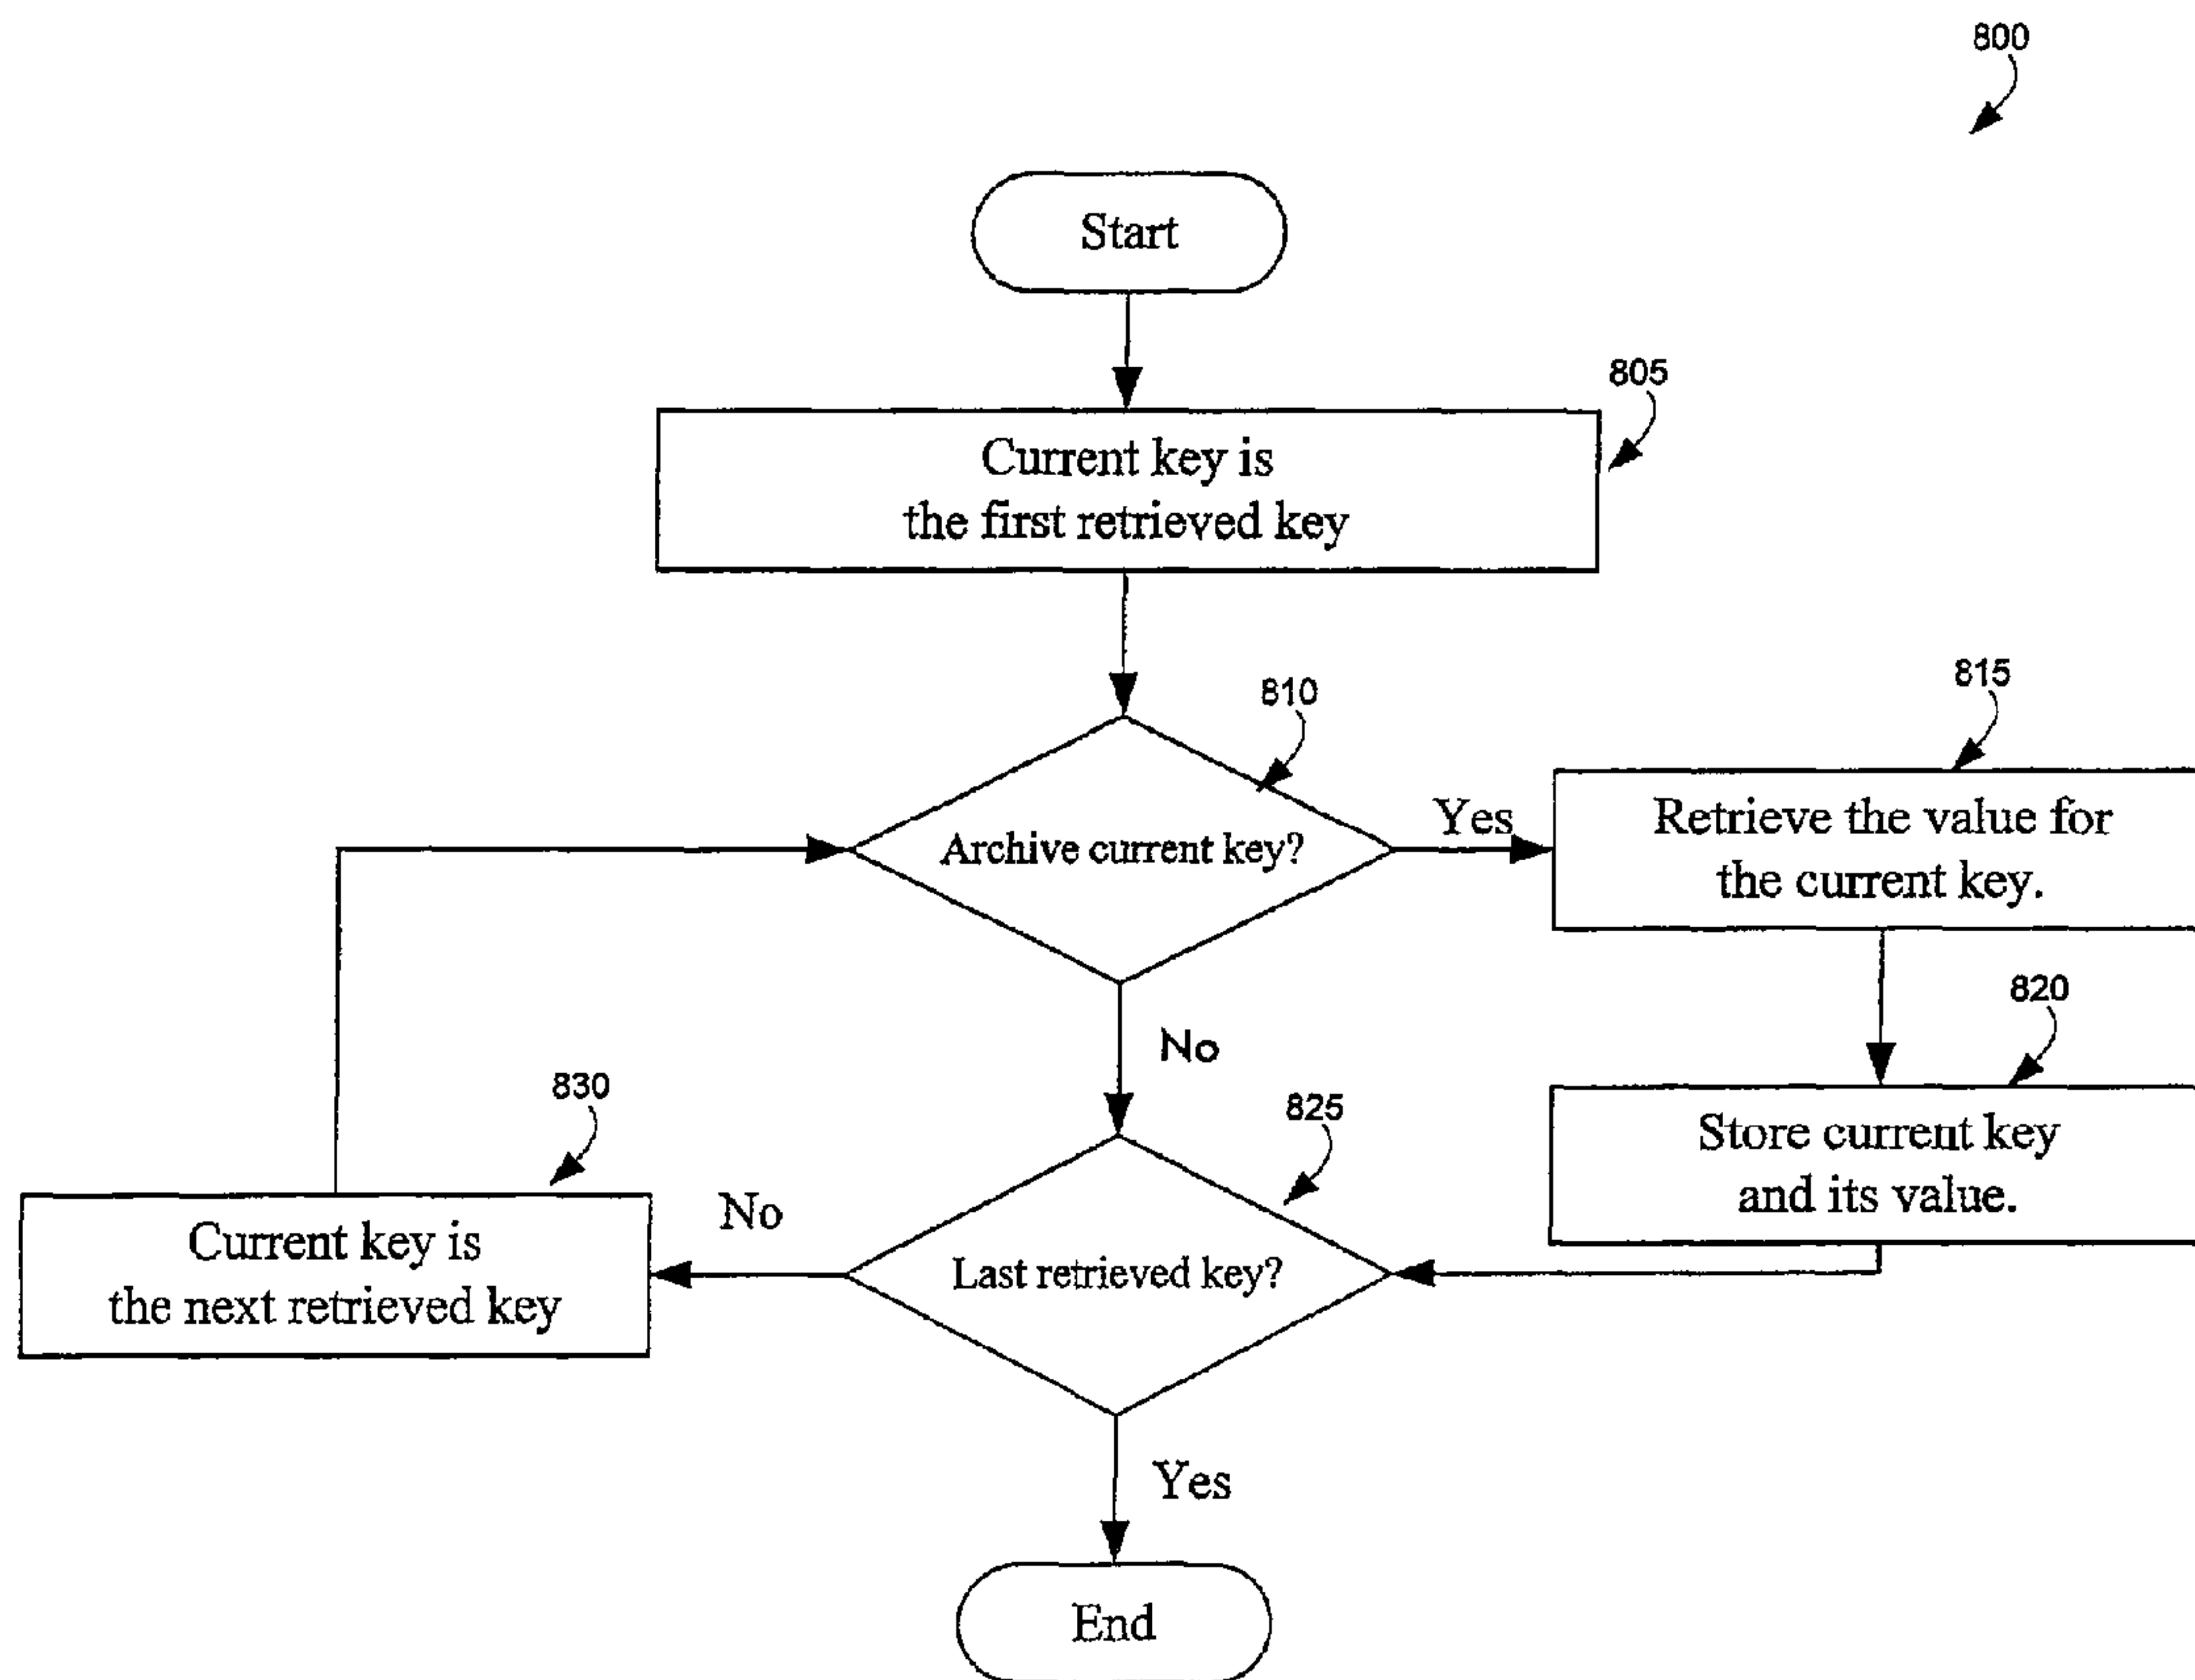 800
Start
805
Current key is
the first retrieved key
810
Archive current key?
Yes
815
Retrieve the value for
the current key.
No
820
Store current key
and its value.
825
Last retrieved key?
No
830
Current key is
the next retrieved key
Yes
End